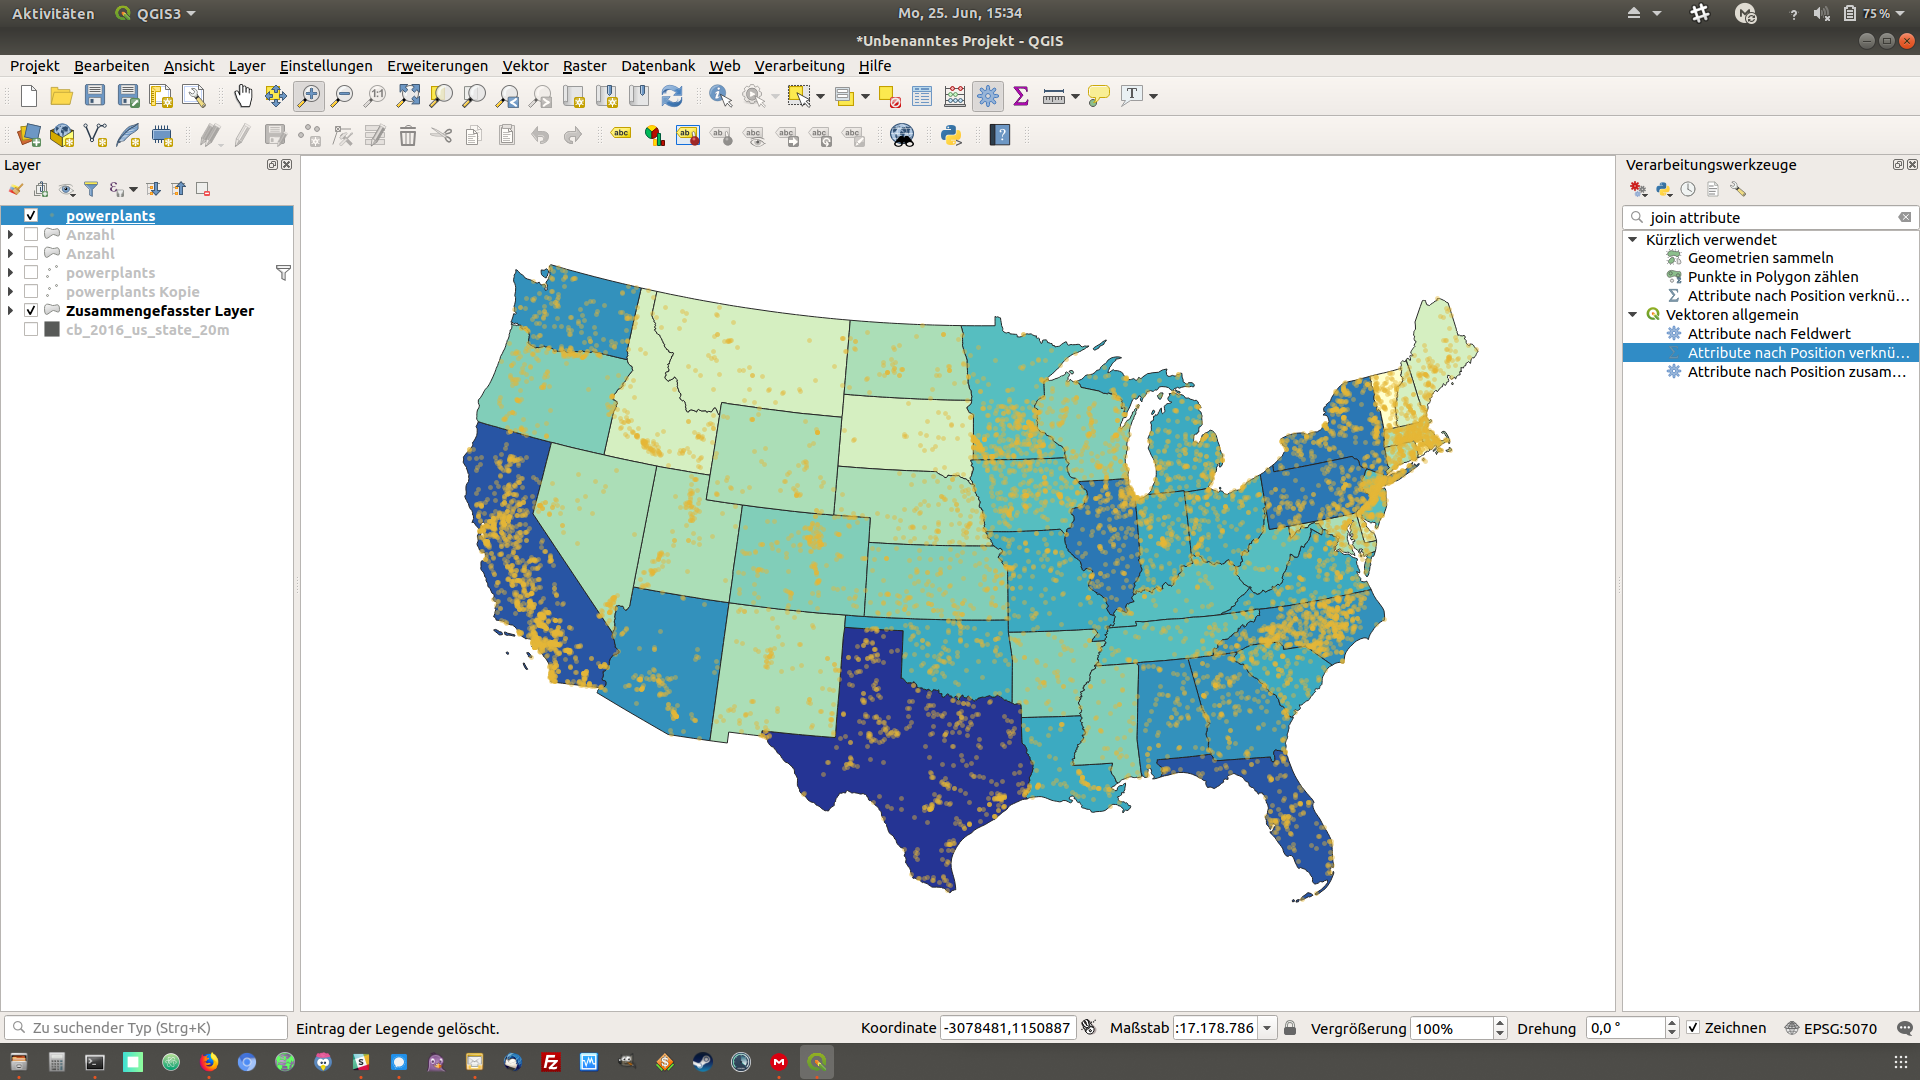 Aktivitäten QGIS3 Mo, 25. Jun, 15:34 75 %
*Unbenanntes Projekt - QGIS
Projekt Bearbeiten Ansicht Layer Einstellungen Erweiterungen Vektor Raster Datenbank Web Verarbeitung Hilfe
Layer
powerplants
Anzahl
Anzahl
powerplants
powerplants Kopie
Zusammengefasster Layer
cb_2016_us_state_20m
Verarbeitungswerkzeuge
join attribute
Kürzlich verwendet
Geometrien sammeln
Punkte in Polygon zählen
Attribute nach Position verknü...
Vektoren allgemein
Attribute nach Feldwert
Attribute nach Position verknü...
Attribute nach Position zusam...
Zu suchender Typ (Strg+K) Eintrag der Legende gelöscht. Koordinate -3078481,1150887 Maßstab :17.178.786 Vergrößerung 100% Drehung 0,0 ° Zeichnen EPSG:5070